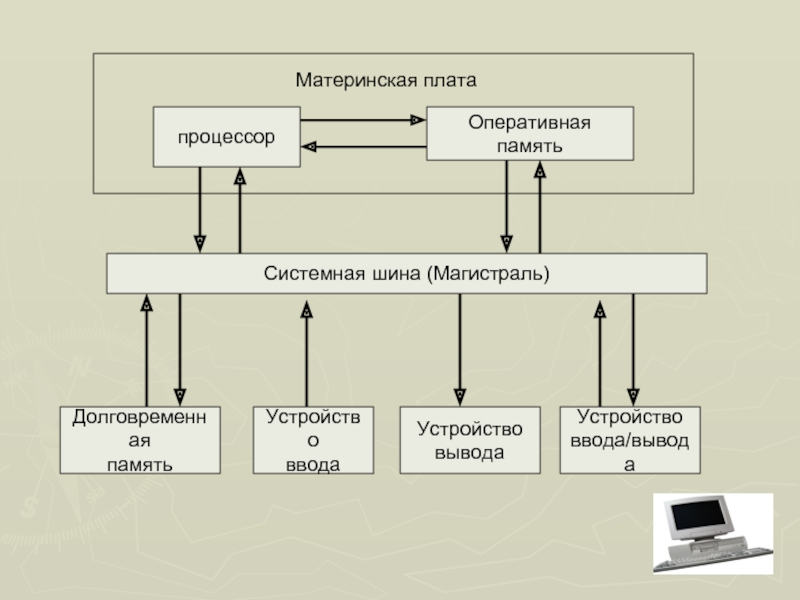 Материнская плата
процессор
Оперативная
память
Системная шина (Магистраль)
Долговременн
ая
память
Устройств
о
ввода
Устройство
вывода
Устройство
ввода/вывод
а